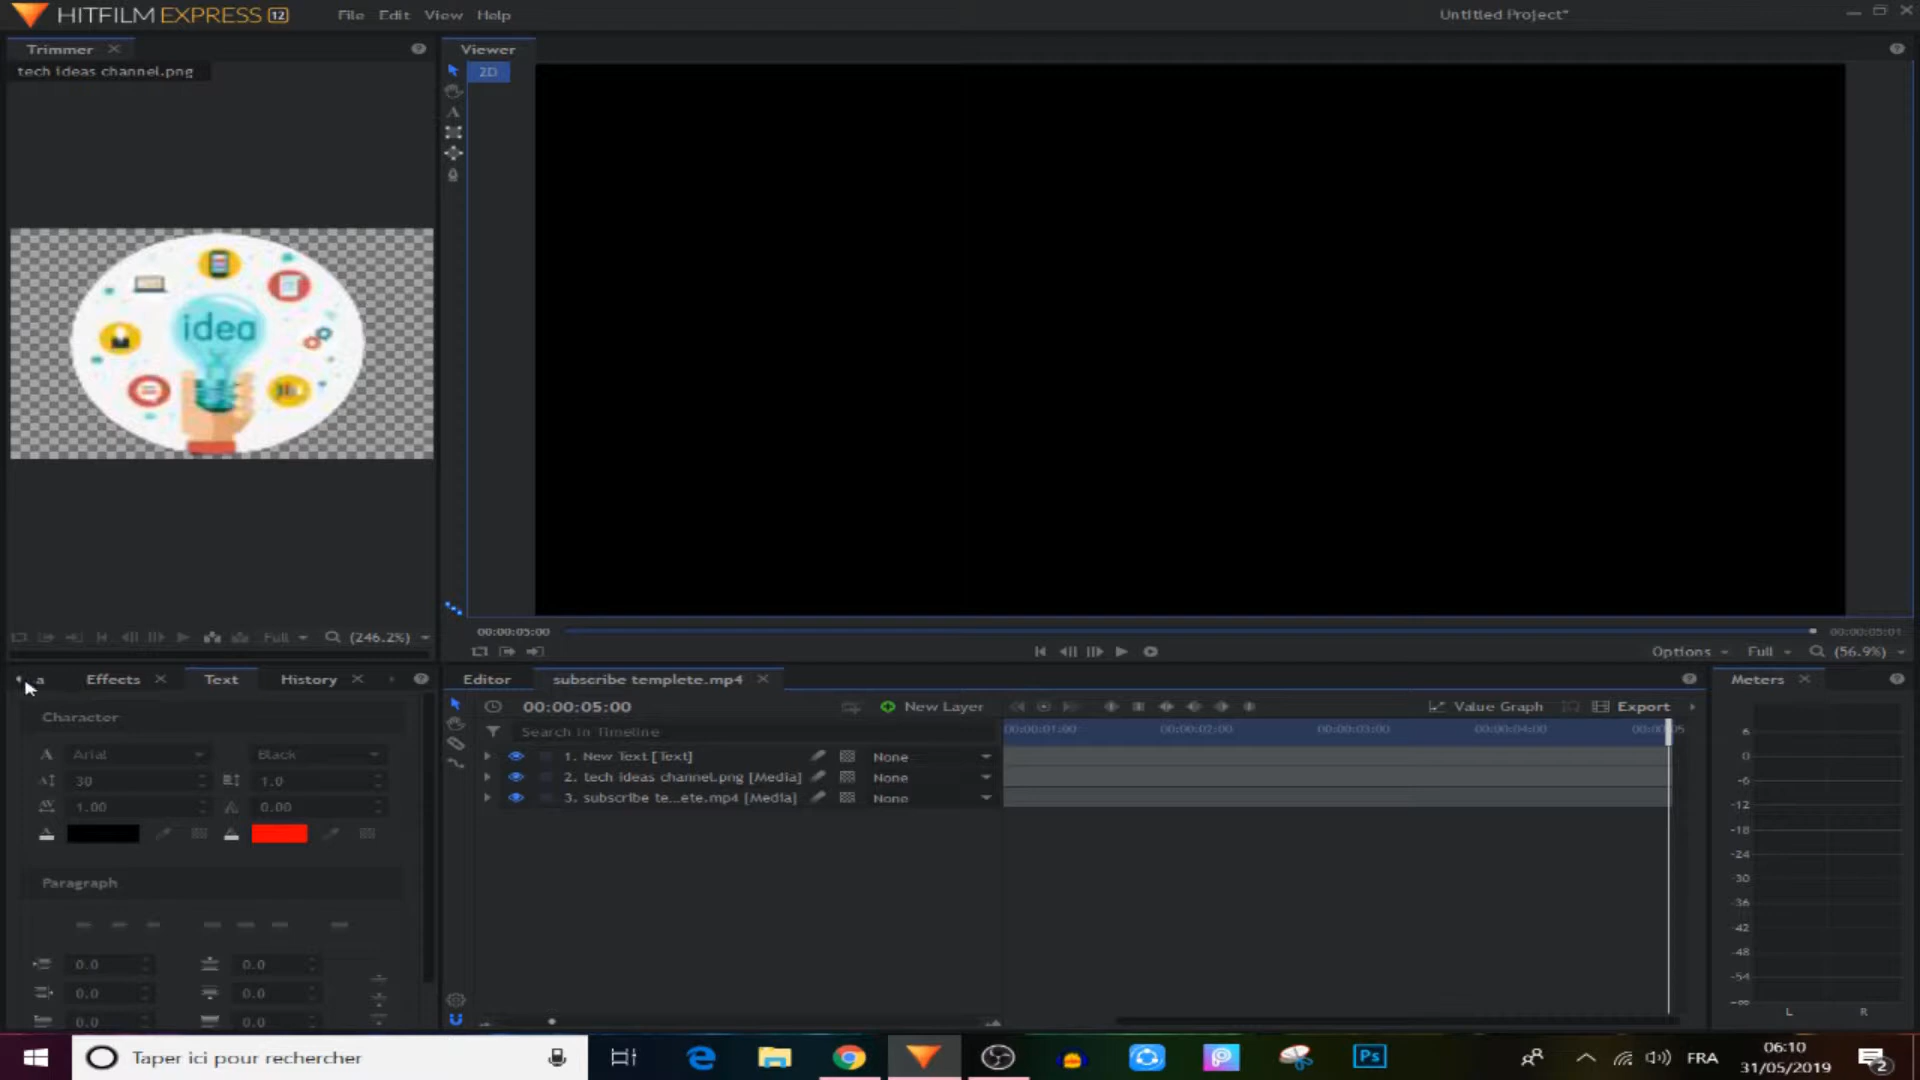 HITFILM EXPRESS 12
File Edit View Help
Untitled Project*
Trimmer
Viewer
tech ideas channel.png
2D
idea
Full (246.2%)
00:00:05:00
00:00:05:01
Options Full (56.9%)
a Effects Text History
Editor subscribe templete.mp4
Meters
Character
00:00:05:00 New Layer
Value Graph Export
Search in Timeline
00:00:01:00 00:00:02:00 00:00:03:00 00:00:04:00
Arial Black
1. New Text [Text] None
30 1.0
2. tech ideas channel.png [Media] None
1.00 0.00
3. subscribe te...ete.mp4 [Media] None
Paragraph
0.0 0.0
0.0 0.0
0.0 0.0
6
0
-6
-12
-18
-24
-30
-36
-42
-48
-54
-∞
L R
Taper ici pour rechercher
Ps
FRA
06:10
31/05/2019
2